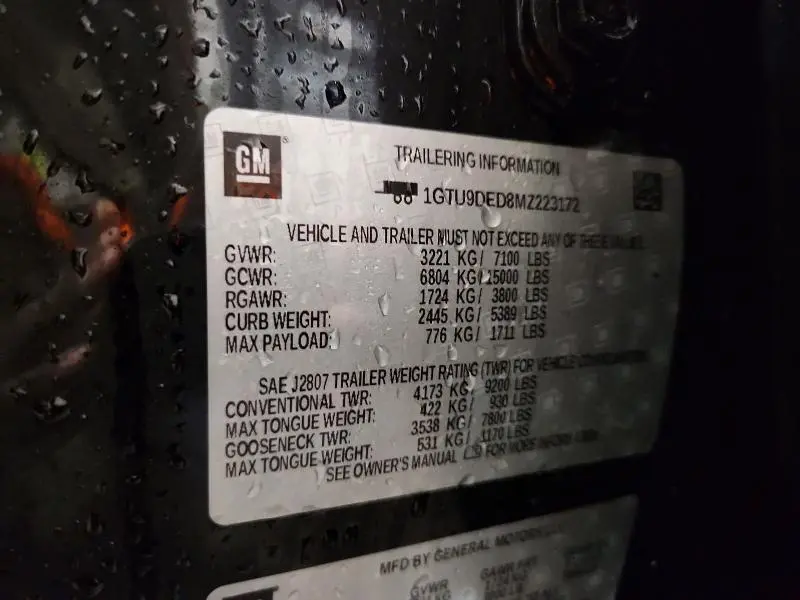 GM®
TRAILERING INFORMATION
1GTU9DED8MZ223172
VEHICLE AND TRAILER MUST NOT EXCEED ANY OF THESE VALUES.
GVWR: 3221 KG/ 7100 LBS
GCWR: 6804 KG/ 15000 LBS
RGAWR: 1724 KG/ 3800 LBS
CURB WEIGHT: 2445 KG/ 5389 LBS
MAX PAYLOAD: 776 KG/ 1711 LBS
SAE J2807 TRAILER WEIGHT RATING (TWR) FOR VEHICLE
CONVENTIONAL TWR: 4173 KG/ 9200 LBS
MAX TONGUE WEIGHT: 422 KG/ 930 LBS
GOOSENECK TWR: 3538 KG/ 7800 LBS
MAX TONGUE WEIGHT: 531 KG/ 1170 LBS
SEE OWNER'S MANUAL FOR MORE
MFD BY GENERAL MOTORS
GVWR GAWR